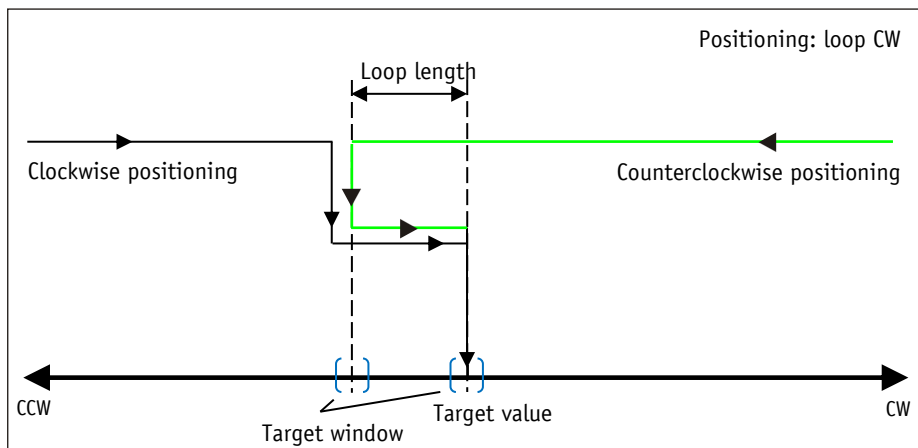 Positioning: loop CW
Loop length
Clockwise positioning
Counterclockwise positioning
CCW
CW
Target window
Target value